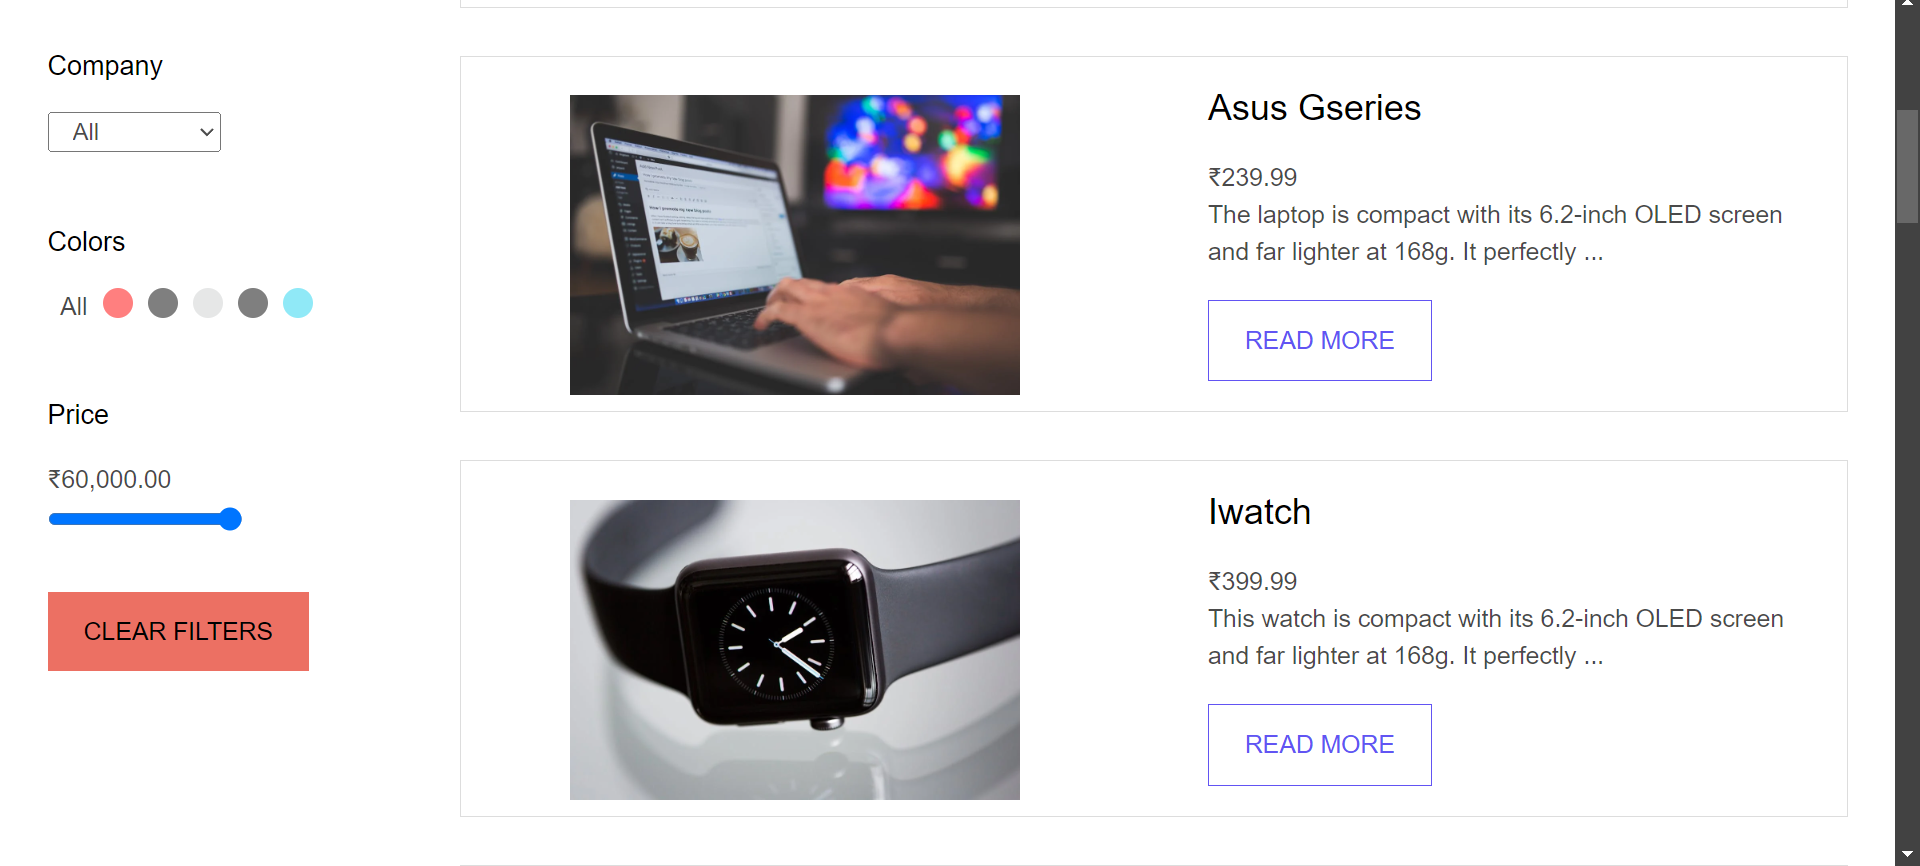 Company
All
Colors
All
Price
₹60,000.00
CLEAR FILTERS
Asus Gseries
₹239.99
The laptop is compact with its 6.2-inch OLED screen
and far lighter at 168g. It perfectly ...
READ MORE
Iwatch
₹399.99
This watch is compact with its 6.2-inch OLED screen
and far lighter at 168g. It perfectly ...
READ MORE